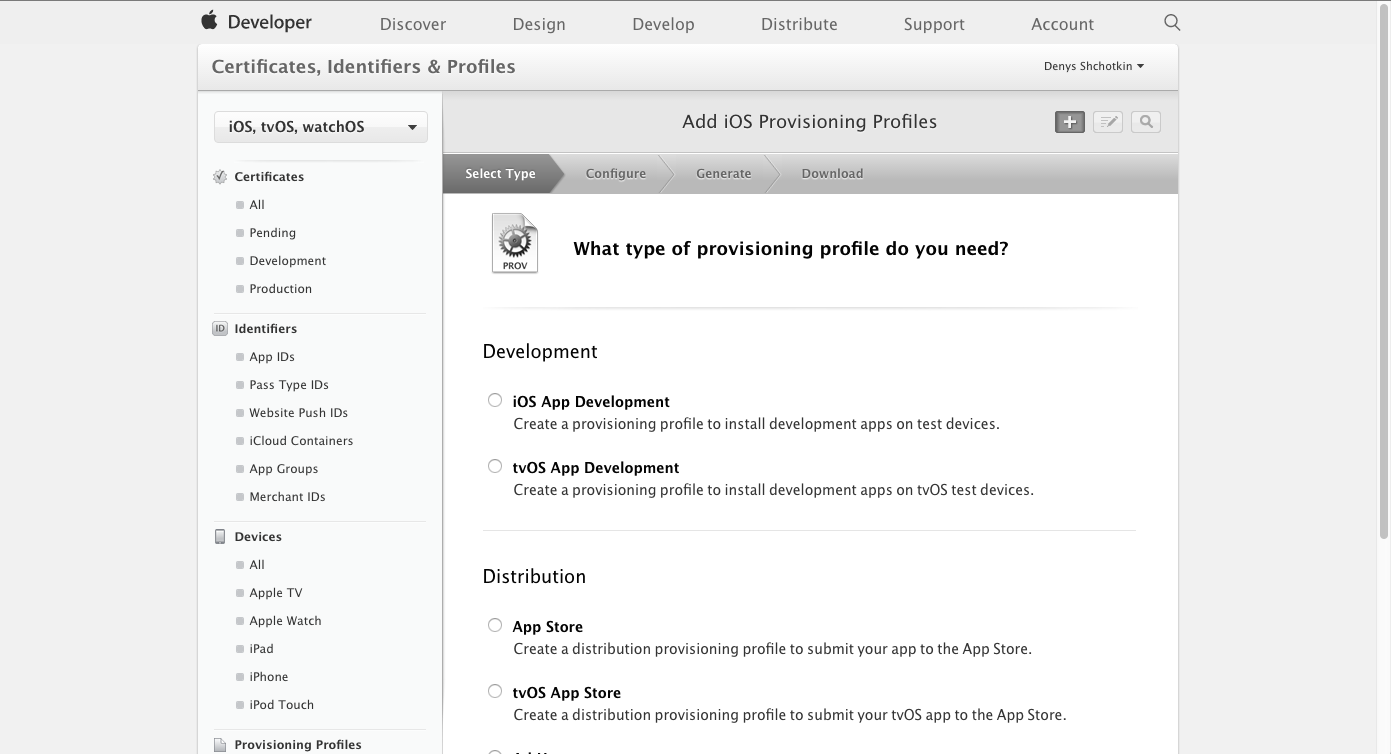 Developer Discover Design Develop Distribute Support Account
Certificates, Identifiers & Profiles
Denys Shchotkin
iOS, tvOS, watchOS
Certificates
All
Pending
Development
Production
ID Identifiers
App IDs
Pass Type IDs
Website Push IDs
iCloud Containers
App Groups
Merchant IDs
Devices
All
Apple TV
Apple Watch
iPad
iPhone
iPod Touch
Provisioning Profiles
Add iOS Provisioning Profiles
Select Type Configure Generate Download
PROV
What type of provisioning profile do you need?
Development
iOS App Development
Create a provisioning profile to install development apps on test devices.
tvOS App Development
Create a provisioning profile to install development apps on tvOS test devices.
Distribution
App Store
Create a distribution provisioning profile to submit your app to the App Store.
tvOS App Store
Create a distribution provisioning profile to submit your tvOS app to the App Store.